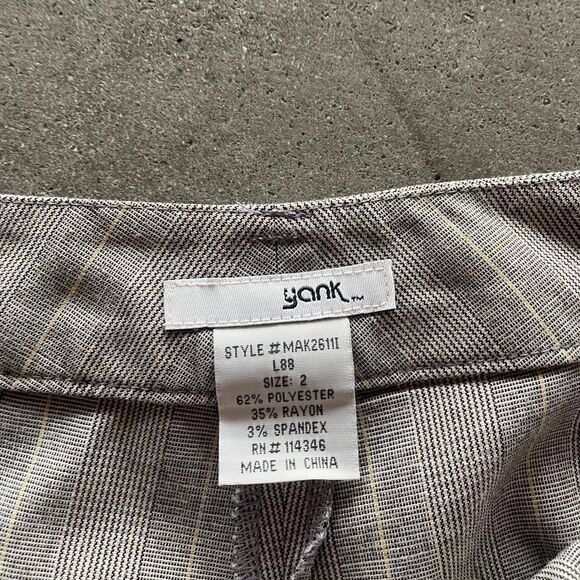 yank™
STYLE # MAK2611I
L88
SIZE: 2
62% POLYESTER
35% RAYON
3% SPANDEX
RN# 114346
MADE IN CHINA